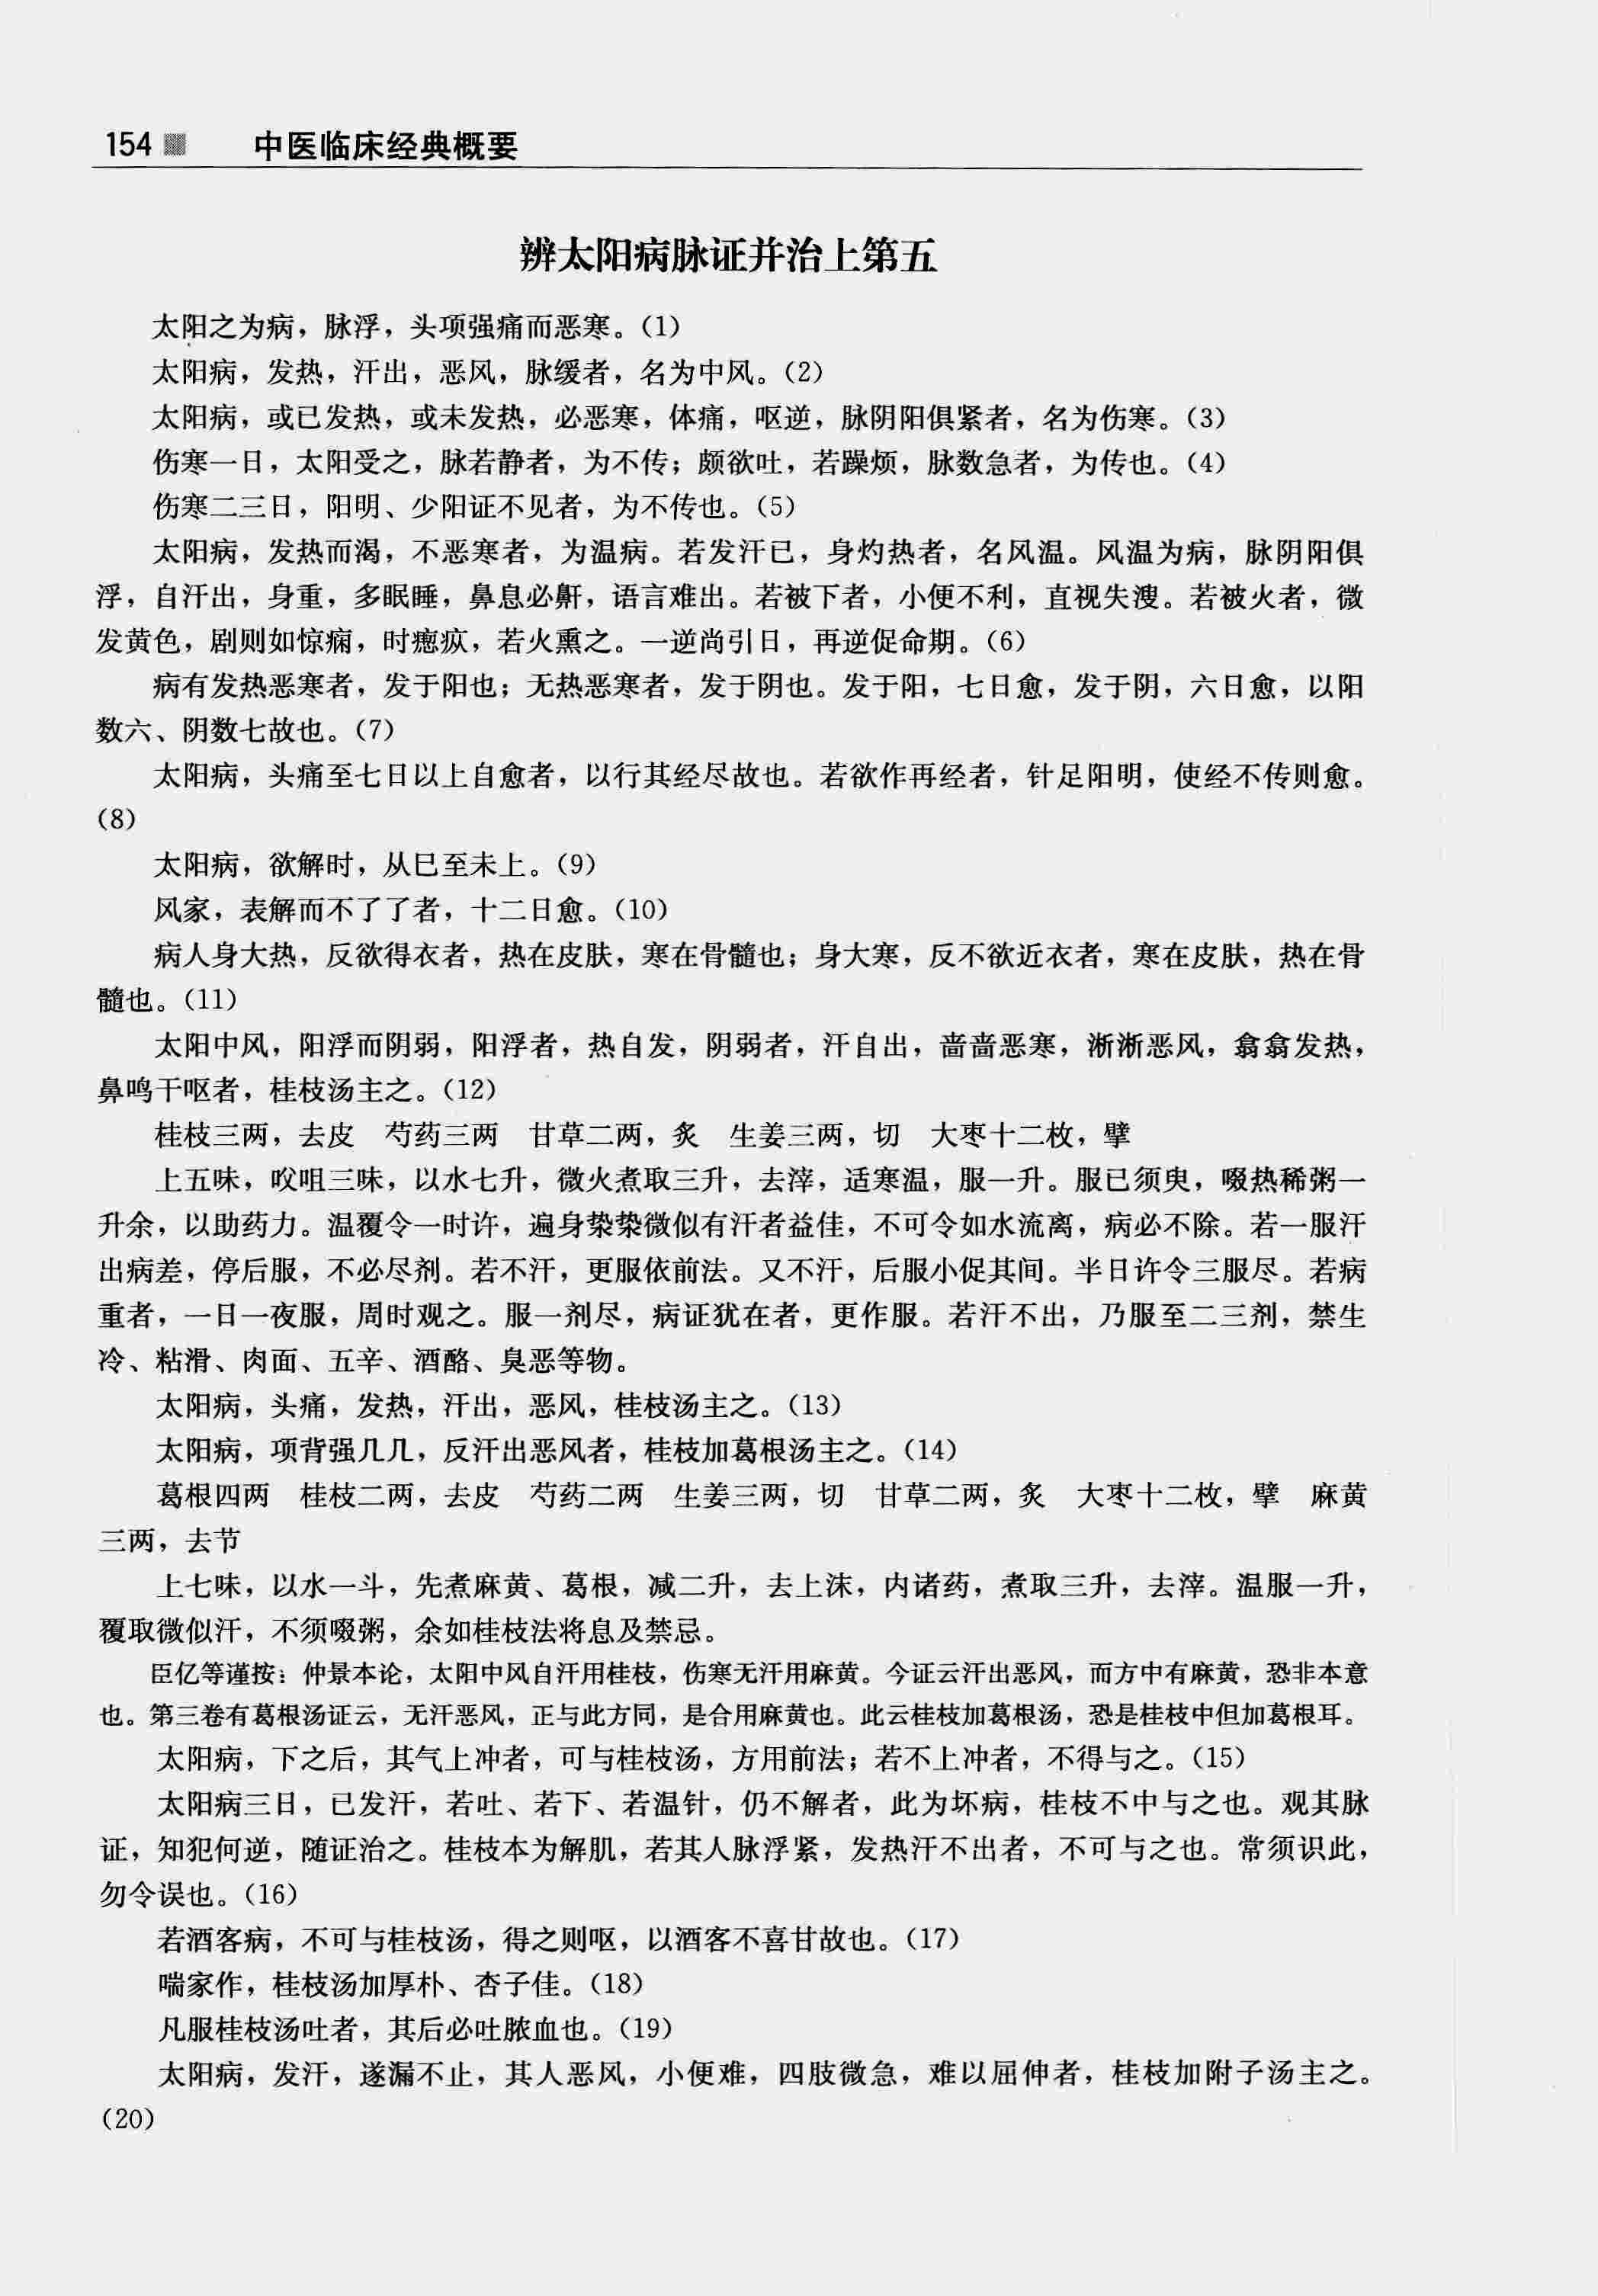 154 中医临床经典概要
辨太阳病脉证并治上第五
太阳之为病，脉浮，头项强痛而恶寒。（1）
太阳病，发热，汗出，恶风，脉缓者，名为中风。（2）
太阳病，或已发热，或未发热，必恶寒，体痛，呕逆，脉阴阳俱紧者，名为伤寒。（3）
伤寒一日，太阳受之，脉若静者，为不传；颇欲吐，若躁烦，脉数急者，为传也。（4）
伤寒二三日，阳明、少阳证不见者，为不传也。（5）
太阳病，发热而渴，不恶寒者，为温病。若发汗已，身灼热者，名风温。风温为病，脉阴阳俱
浮，自汗出，身重，多眠睡，鼻息必鼾，语言难出。若被下者，小便不利，直视失溲。若被火者，微
发黄色，剧则如惊痫，时瘛疭，若火熏之。一逆尚引日，再逆促命期。（6）
病有发热恶寒者，发于阳也；无热恶寒者，发于阴也。发于阳，七日愈，发于阴，六日愈，以阳
数六、阴数七故也。（7）
太阳病，头痛至七日以上自愈者，以行其经尽故也。若欲作再经者，针足阳明，使经不传则愈。
（8）
太阳病，欲解时，从巳至未上。（9）
风家，表解而不了了者，十二日愈。（10）
病人身大热，反欲得衣者，热在皮肤，寒在骨髓也；身大寒，反不欲近衣者，寒在皮肤，热在骨
髓也。（11）
太阳中风，阳浮而阴弱，阳浮者，热自发，阴弱者，汗自出，啬啬恶寒，淅淅恶风，翕翕发热，
鼻鸣干呕者，桂枝汤主之。（12）
桂枝三两，去皮　芍药三两　甘草二两，炙　生姜三两，切　大枣十二枚，擘
上五味，㕮咀三味，以水七升，微火煮取三升，去滓，适寒温，服一升。服已须臾，啜热稀粥一
升余，以助药力。温覆令一时许，遍身漐漐微似有汗者益佳，不可令如水流离，病必不除。若一服汗
出病差，停后服，不必尽剂。若不汗，更服依前法。又不汗，后服小促其间。半日许令三服尽。若病
重者，一日一夜服，周时观之。服一剂尽，病证犹在者，更作服。若汗不出，乃服至二三剂，禁生
冷、粘滑、肉面、五辛、酒酪、臭恶等物。
太阳病，头痛，发热，汗出，恶风，桂枝汤主之。（13）
太阳病，项背强几几，反汗出恶风者，桂枝加葛根汤主之。（14）
葛根四两　桂枝二两，去皮　芍药二两　生姜三两，切　甘草二两，炙　大枣十二枚，擘　麻黄
三两，去节
上七味，以水一斗，先煮麻黄、葛根，减二升，去上沫，内诸药，煮取三升，去滓。温服一升，
覆取微似汗，不须啜粥，余如桂枝法将息及禁忌。
臣亿等谨按：仲景本论，太阳中风自汗用桂枝，伤寒无汗用麻黄。今证云汗出恶风，而方中有麻黄，恐非本意
也。第三卷有葛根汤证云，无汗恶风，正与此方同，是合用麻黄也。此云桂枝加葛根汤，恐是桂枝中但加葛根耳。
太阳病，下之后，其气上冲者，可与桂枝汤，方用前法；若不上冲者，不得与之。（15）
太阳病三日，已发汗，若吐、若下、若温针，仍不解者，此为坏病，桂枝不中与之也。观其脉
证，知犯何逆，随证治之。桂枝本为解肌，若其人脉浮紧，发热汗不出者，不可与之也。常须识此，
勿令误也。（16）
若酒客病，不可与桂枝汤，得之则呕，以酒客不喜甘故也。（17）
喘家作，桂枝汤加厚朴、杏子佳。（18）
凡服桂枝汤吐者，其后必吐脓血也。（19）
太阳病，发汗，遂漏不止，其人恶风，小便难，四肢微急，难以屈伸者，桂枝加附子汤主之。
（20）